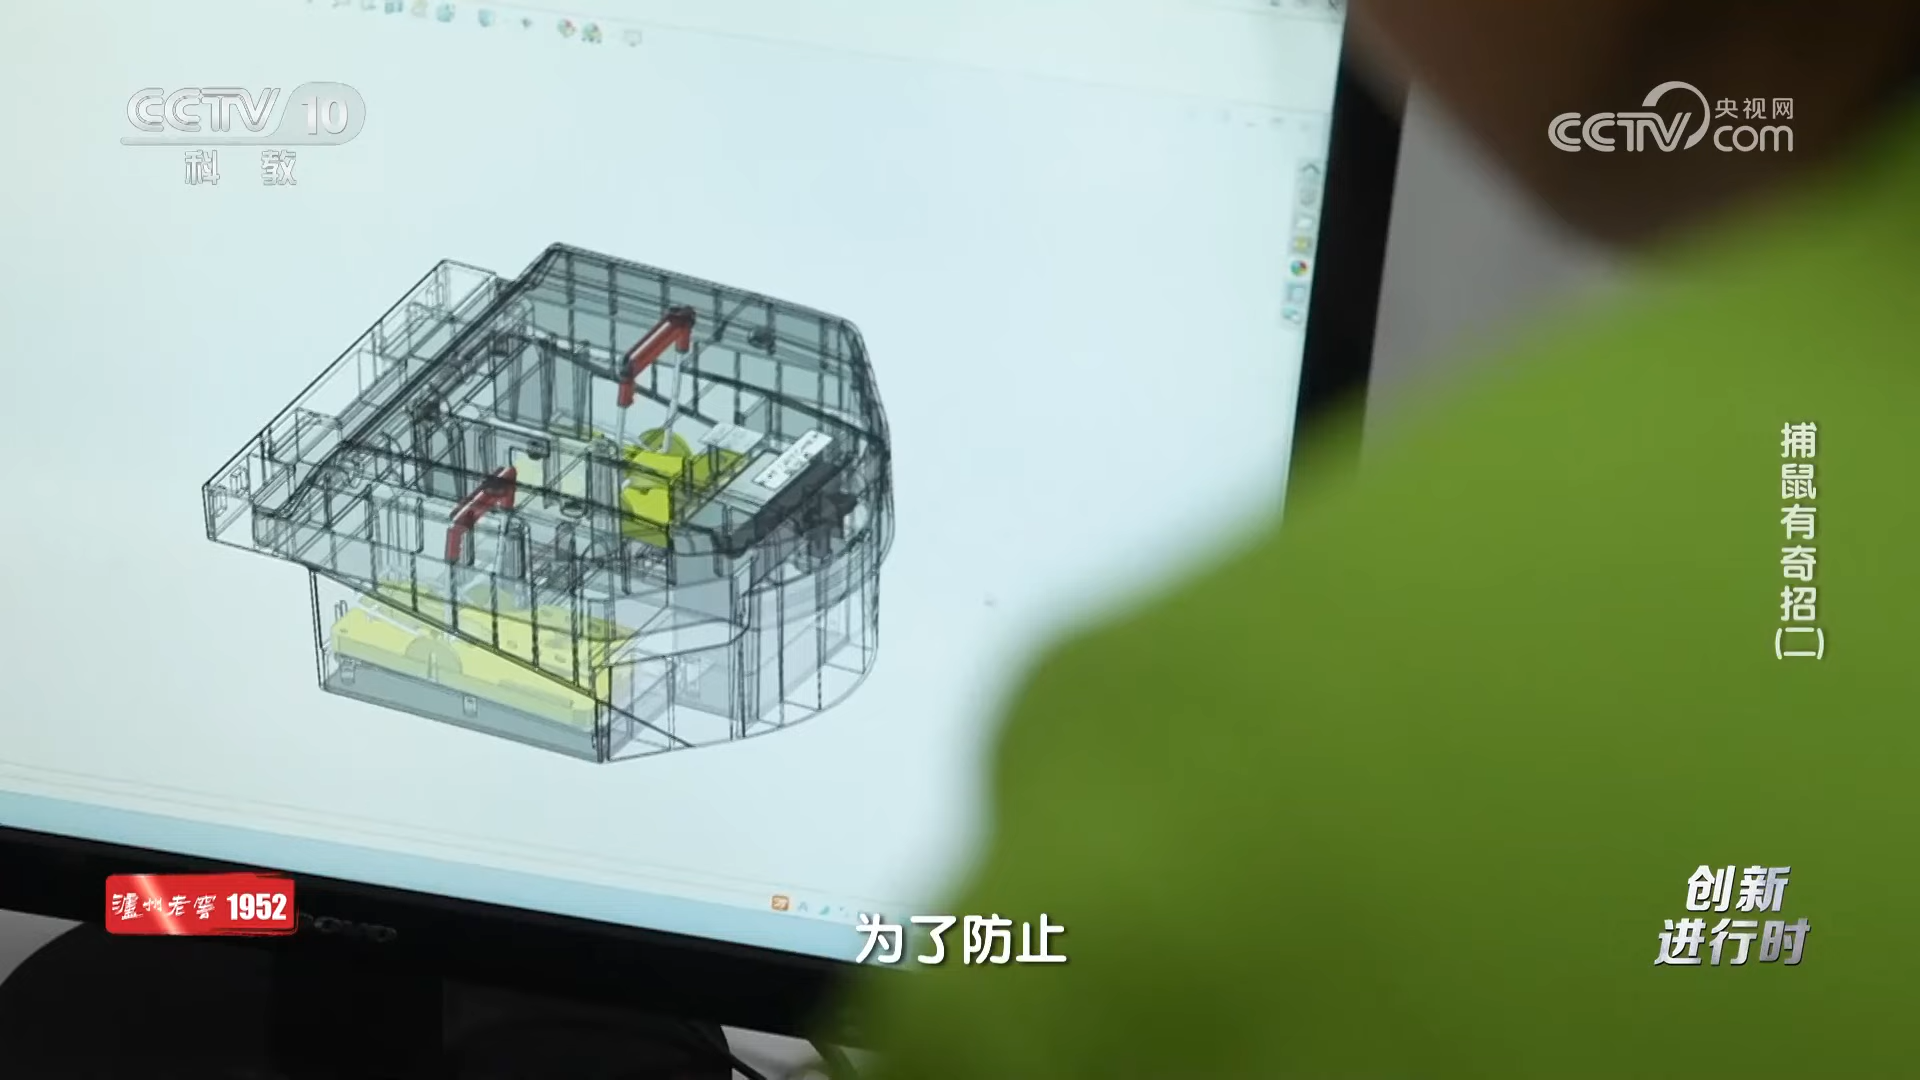 CCTV 10
科教
CCTV 央视网
com
捕鼠有奇招(二)
泸州老窖 1952
创新
进行时
为了防止